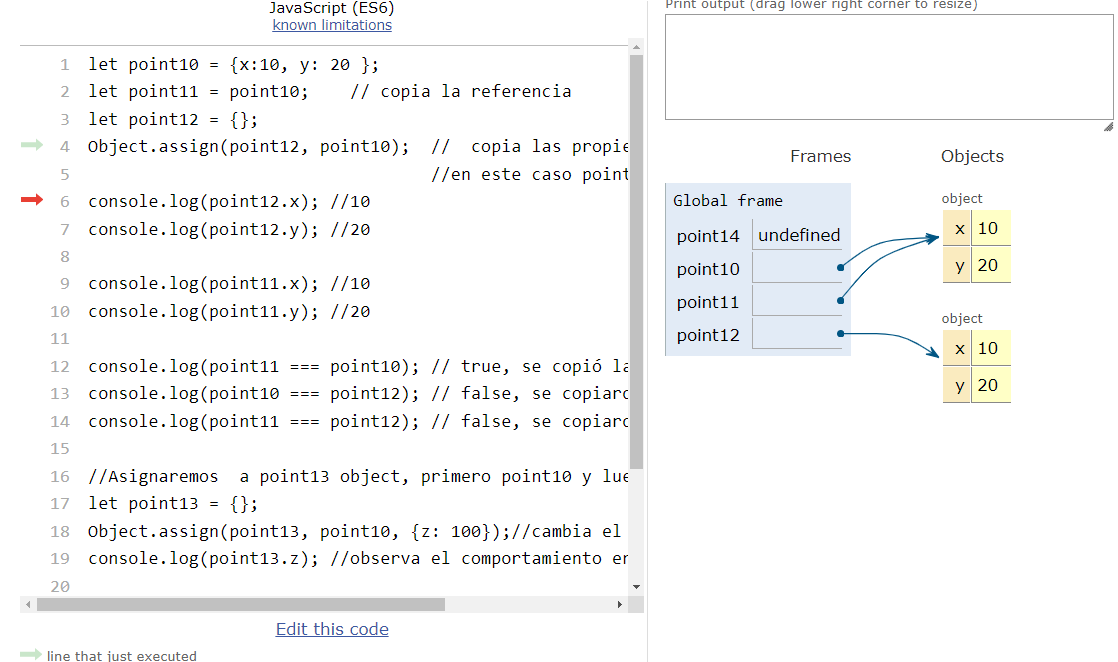 JavaScript (ES6)
known limitations
1 let point10 = {x:10, y: 20 };
2 let point11 = point10;    // copia la referencia
3 let point12 = {};
4 Object.assign(point12, point10);  //  copia las propie
5                                   //en este caso point
6 console.log(point12.x); //10
7 console.log(point12.y); //20
8
9 console.log(point11.x); //10
10 console.log(point11.y); //20
11
12 console.log(point11 === point10); // true, se copió la
13 console.log(point10 === point12); // false, se copiaro
14 console.log(point11 === point12); // false, se copiaro
15
16 //Asignaremos  a point13 object, primero point10 y lue
17 let point13 = {};
18 Object.assign(point13, point10, {z: 100});//cambia el
19 console.log(point13.z); //observa el comportamiento en
20
Edit this code
line that just executed
Print output (drag lower right corner to resize)
Frames
Objects
Global frame
point14 undefined
point10
point11
point12
object
x 10
y 20
object
x 10
y 20